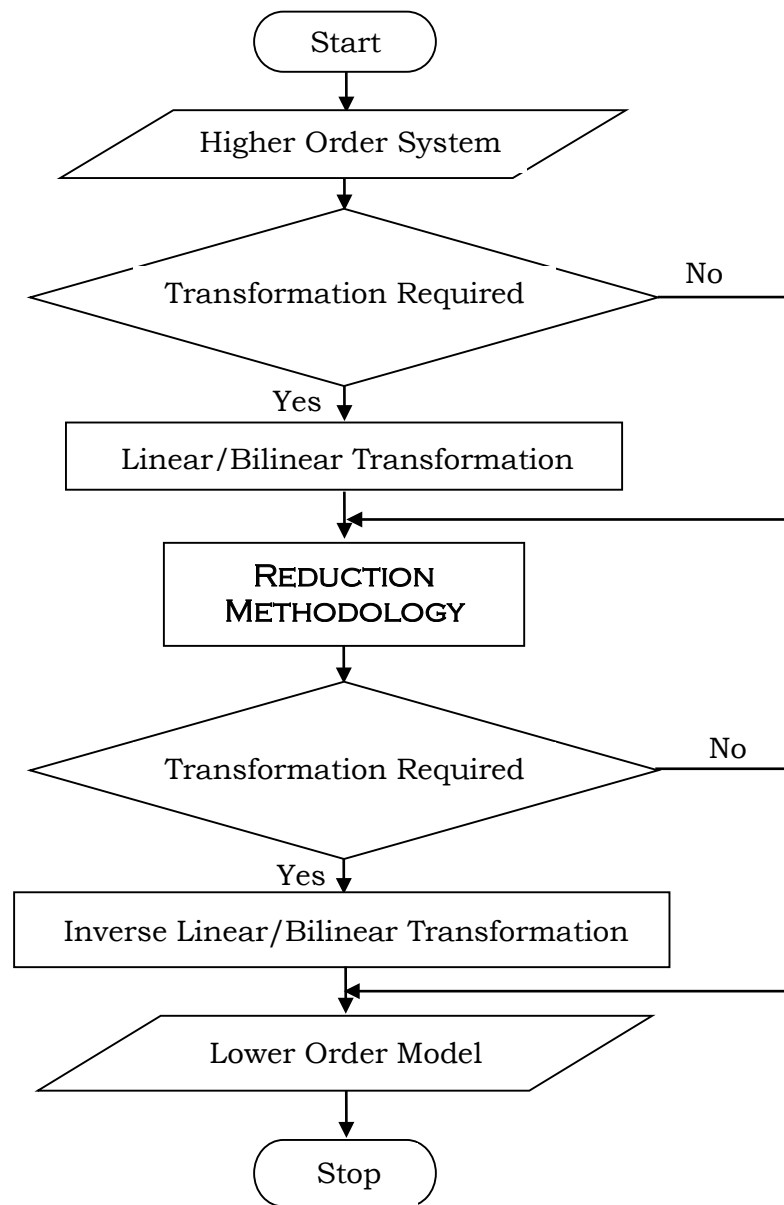 Start
Higher Order System
Transformation Required
No
Yes
Linear/Bilinear Transformation
REDUCTION
METHODOLOGY
Transformation Required
No
Yes
Inverse Linear/Bilinear Transformation
Lower Order Model
Stop